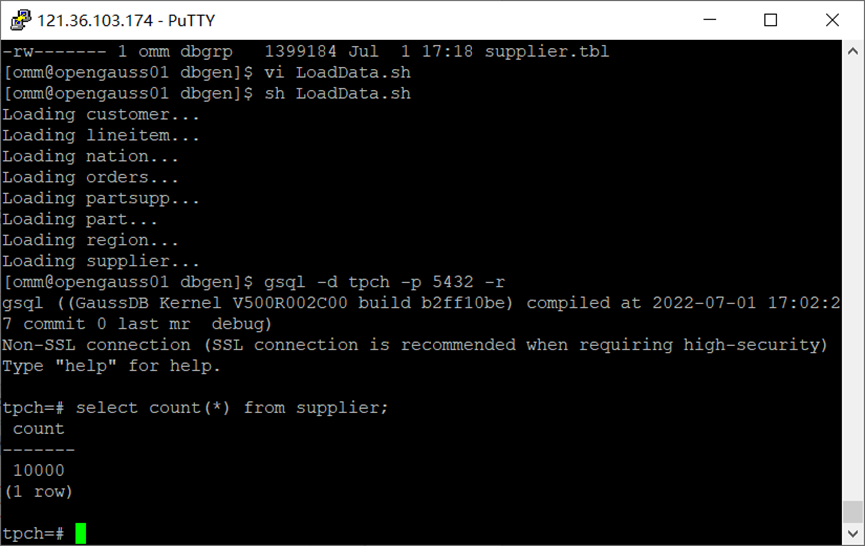 121.36.103.174 - PuTTY
-rw------- 1 omm dbgrp   1399184 Jul  1 17:18 supplier.tbl
[omm@opengauss01 dbgen]$ vi LoadData.sh
[omm@opengauss01 dbgen]$ sh LoadData.sh
Loading customer...
Loading lineitem...
Loading nation...
Loading orders...
Loading partsupp...
Loading part...
Loading region...
Loading supplier...
[omm@opengauss01 dbgen]$ gsql -d tpch -p 5432 -r
gsql ((GaussDB Kernel V500R002C00 build b2ff10be) compiled at 2022-07-01 17:02:2
7 commit 0 last mr  debug)
Non-SSL connection (SSL connection is recommended when requiring high-security)
Type "help" for help.
tpch=# select count(*) from supplier;
 count
-------
 10000
(1 row)
tpch=#